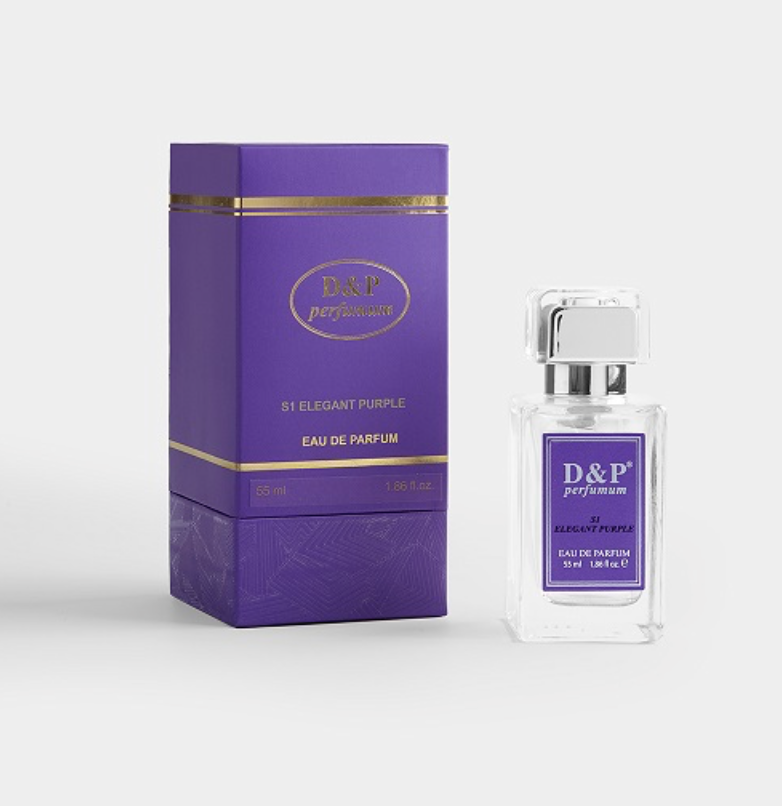 D&P
perfumum
S1 ELEGANT PURPLE
EAU DE PARFUM
55 ml 1.86 fl.oz.
D&P®
perfumum
S1
ELEGANT PURPLE
EAU DE PARFUM
55 ml 1.86 fl oz. ℮